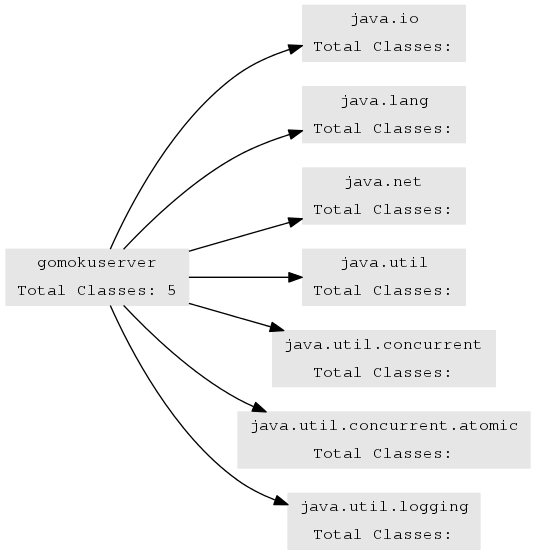 java.io
Total Classes:
java.lang
Total Classes:
java.net
Total Classes:
gomokuserver
Total Classes: 5
java.util
Total Classes:
java.util.concurrent
Total Classes:
java.util.concurrent.atomic
Total Classes:
java.util.logging
Total Classes: